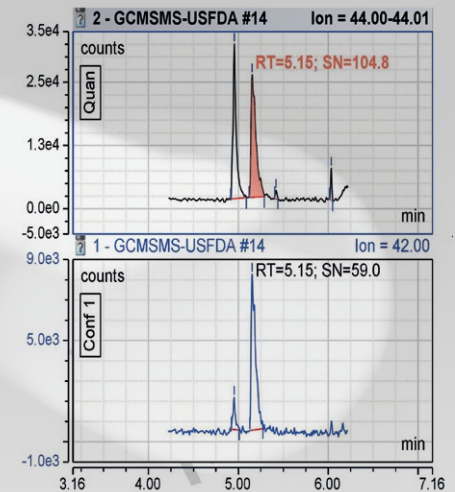 2 - GCMSMS-USFDA #14 Ion = 44.00-44.01
3.5e4
counts
RT=5.15; SN=104.8
2.5e4
Quan
1.3e4
0.0e0
min
-5.0e3
1 - GCMSMS-USFDA #14 Ion = 42.00
9.0e3
counts
RT=5.15; SN=59.0
Conf 1
5.0e3
min
-1.0e3
3.16 4.00 5.00 6.00 7.16